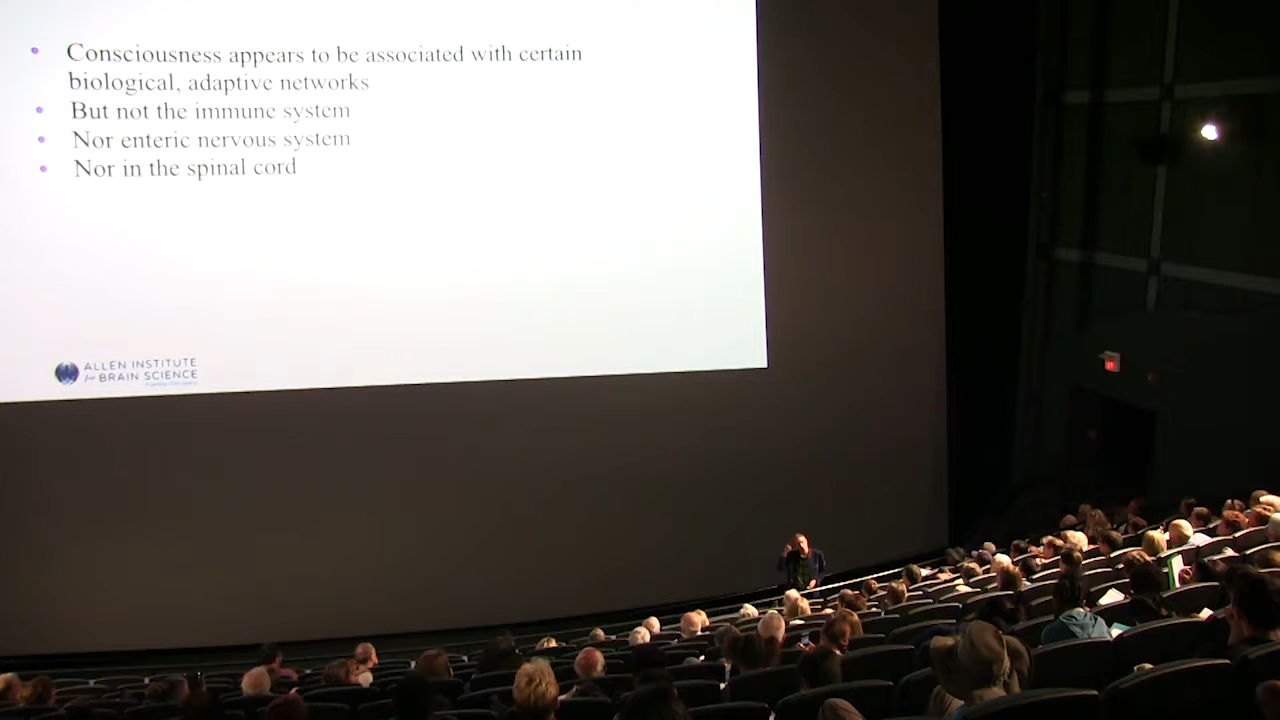 Consciousness appears to be associated with certain
biological, adaptive networks
But not the immune system
Nor enteric nervous system
Nor in the spinal cord
ALLEN INSTITUTE
for BRAIN SCIENCE